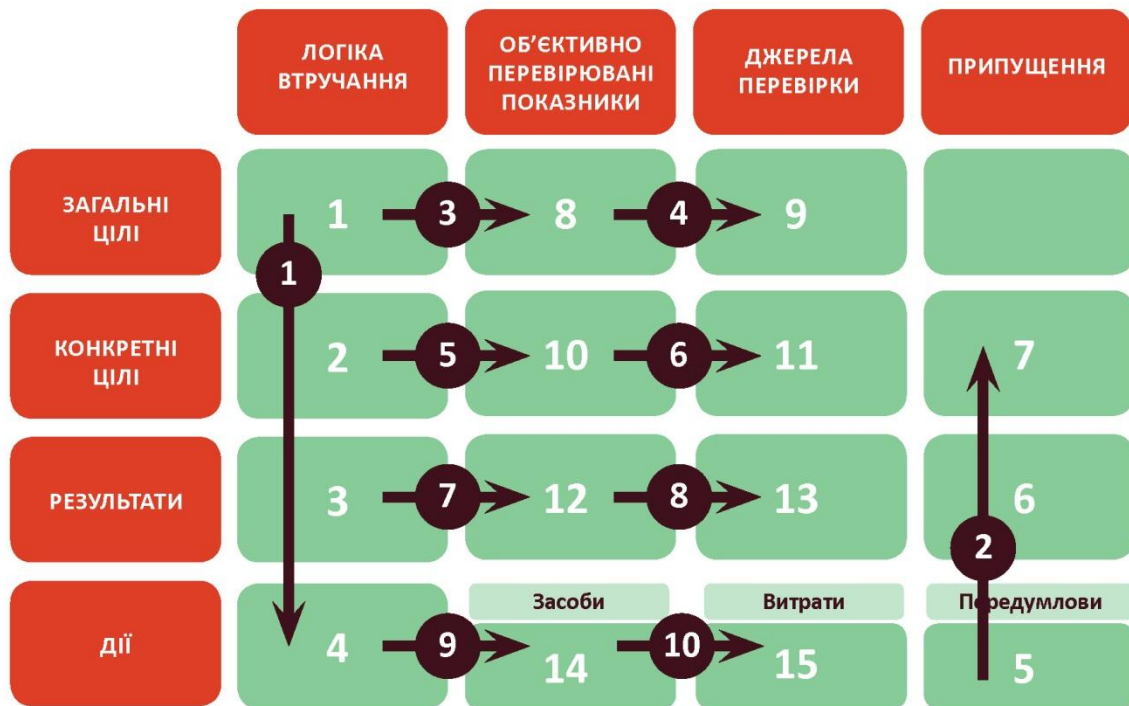 ЛОГІКА
ВТРУЧАННЯ
ОБ’ЄКТИВНО
ПЕРЕВІРЮВАНІ
ПОКАЗНИКИ
ДЖЕРЕЛА
ПЕРЕВІРКИ
ПРИПУЩЕННЯ
ЗАГАЛЬНІ
ЦІЛІ
1
3
8
4
9
1
КОНКРЕТНІ
ЦІЛІ
2
5
10
6
11
7
РЕЗУЛЬТАТИ
3
7
12
8
13
6
2
ДІЇ
4
9
Засоби
14
10
Витрати
15
Передумлови
5